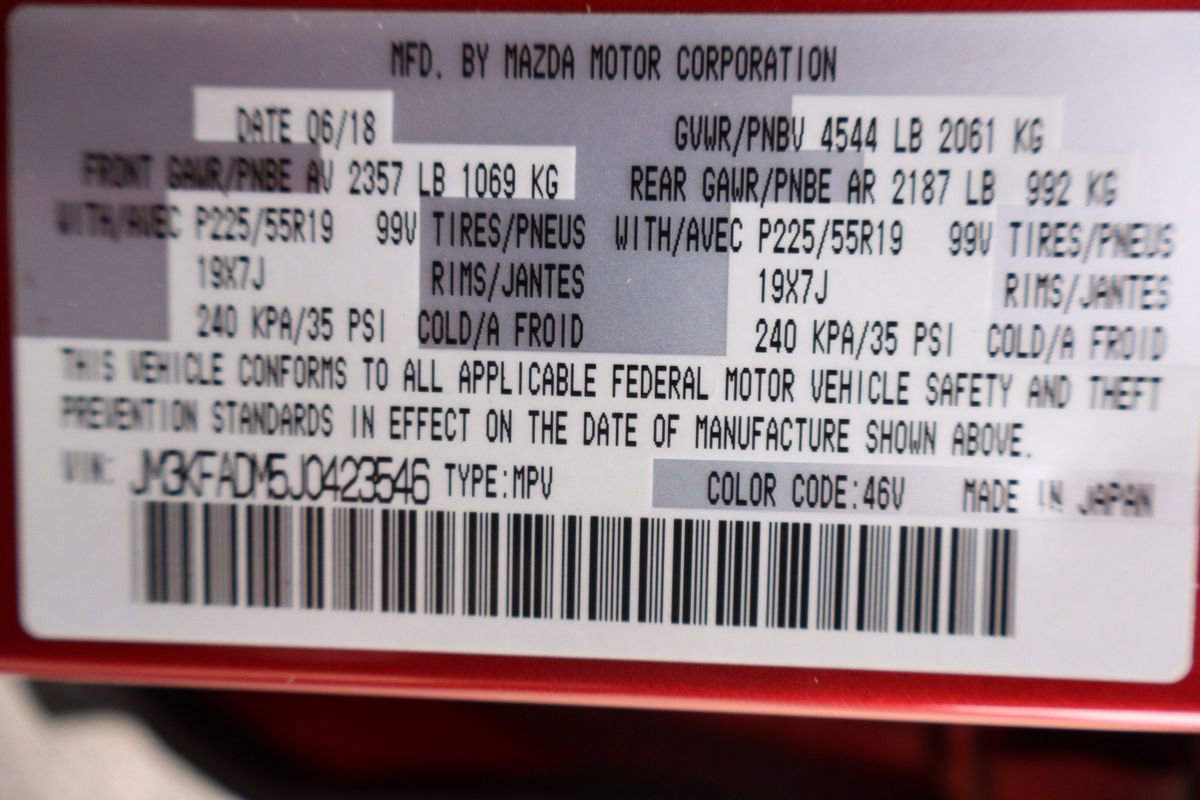 MFD. BY MAZDA MOTOR CORPORATION
DATE 06/18 GVWR/PNBV 4544 LB 2061 KG
FRONT GAWR/PNBE AV 2357 LB 1069 KG REAR GAWR/PNBE AR 2187 LB 992 KG
WITH/AVEC P225/55R19 99V TIRES/PNEUS WITH/AVEC P225/55R19 99V TIRES/PNEUS
19X7J RIMS/JANTES 19X7J RIMS/JANTES
240 KPA/35 PSI COLD/A FROID 240 KPA/35 PSI COLD/A FROID
THIS VEHICLE CONFORMS TO ALL APPLICABLE FEDERAL MOTOR VEHICLE SAFETY AND THEFT
PREVENTION STANDARDS IN EFFECT ON THE DATE OF MANUFACTURE SHOWN ABOVE.
VIN: JM3KFADM5J0423546 TYPE:MPV COLOR CODE:46V MADE IN JAPAN